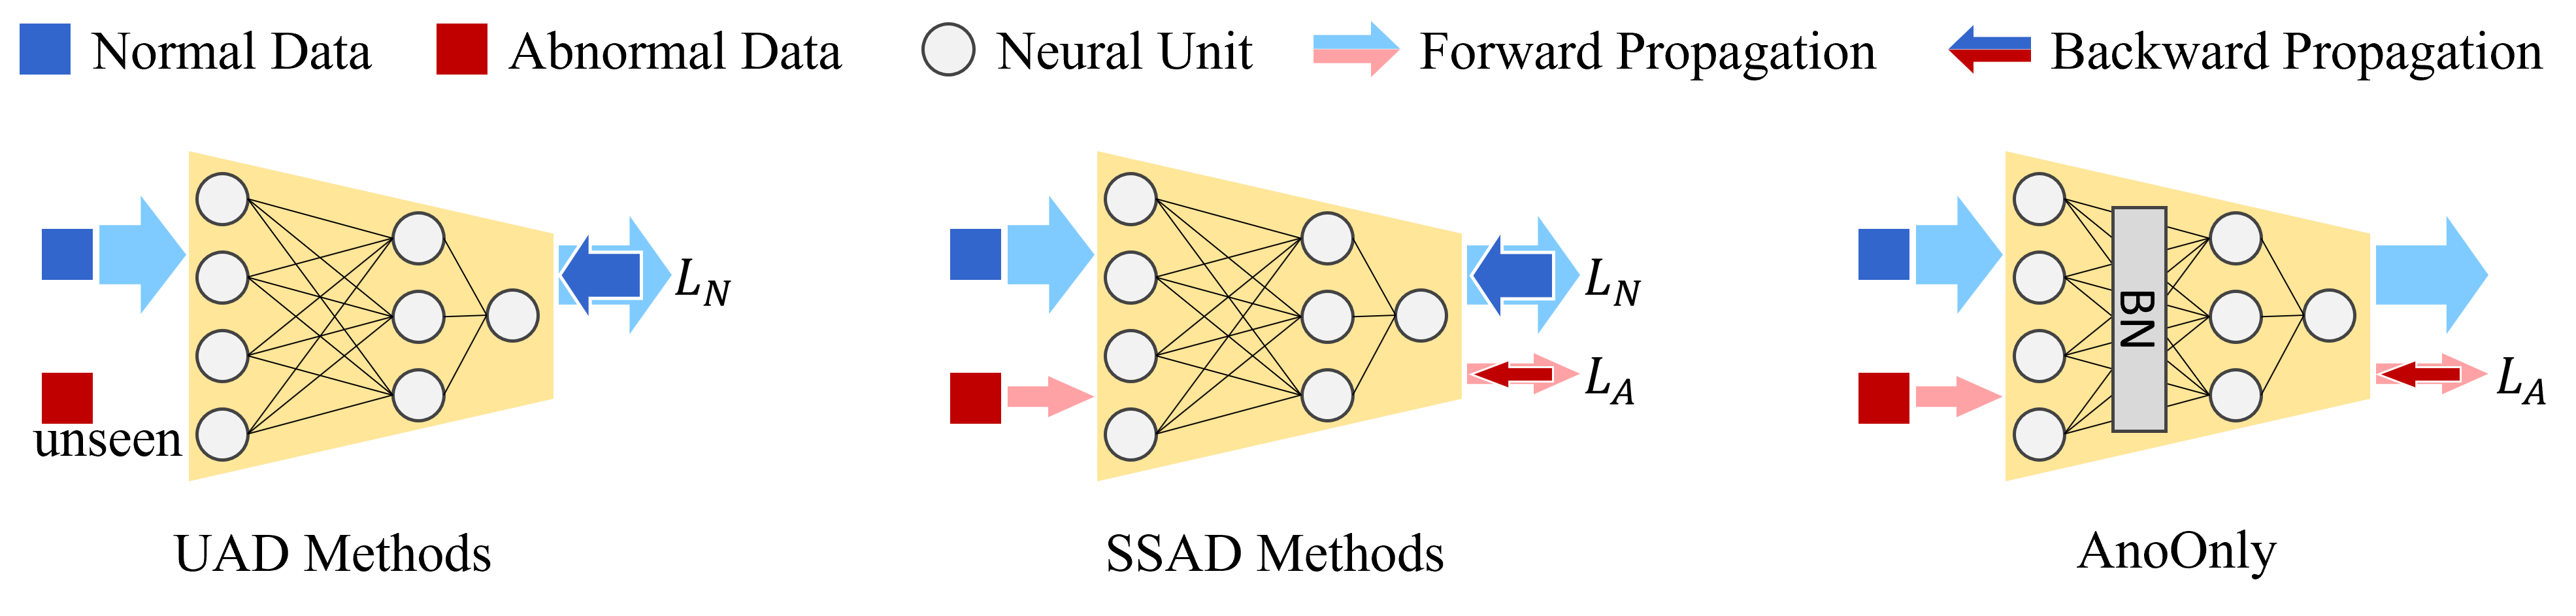 Normal Data Abnormal Data Neural Unit Forward Propagation Backward Propagation
unseen
L_N
UAD Methods
L_N
L_A
SSAD Methods
BN
L_A
AnoOnly